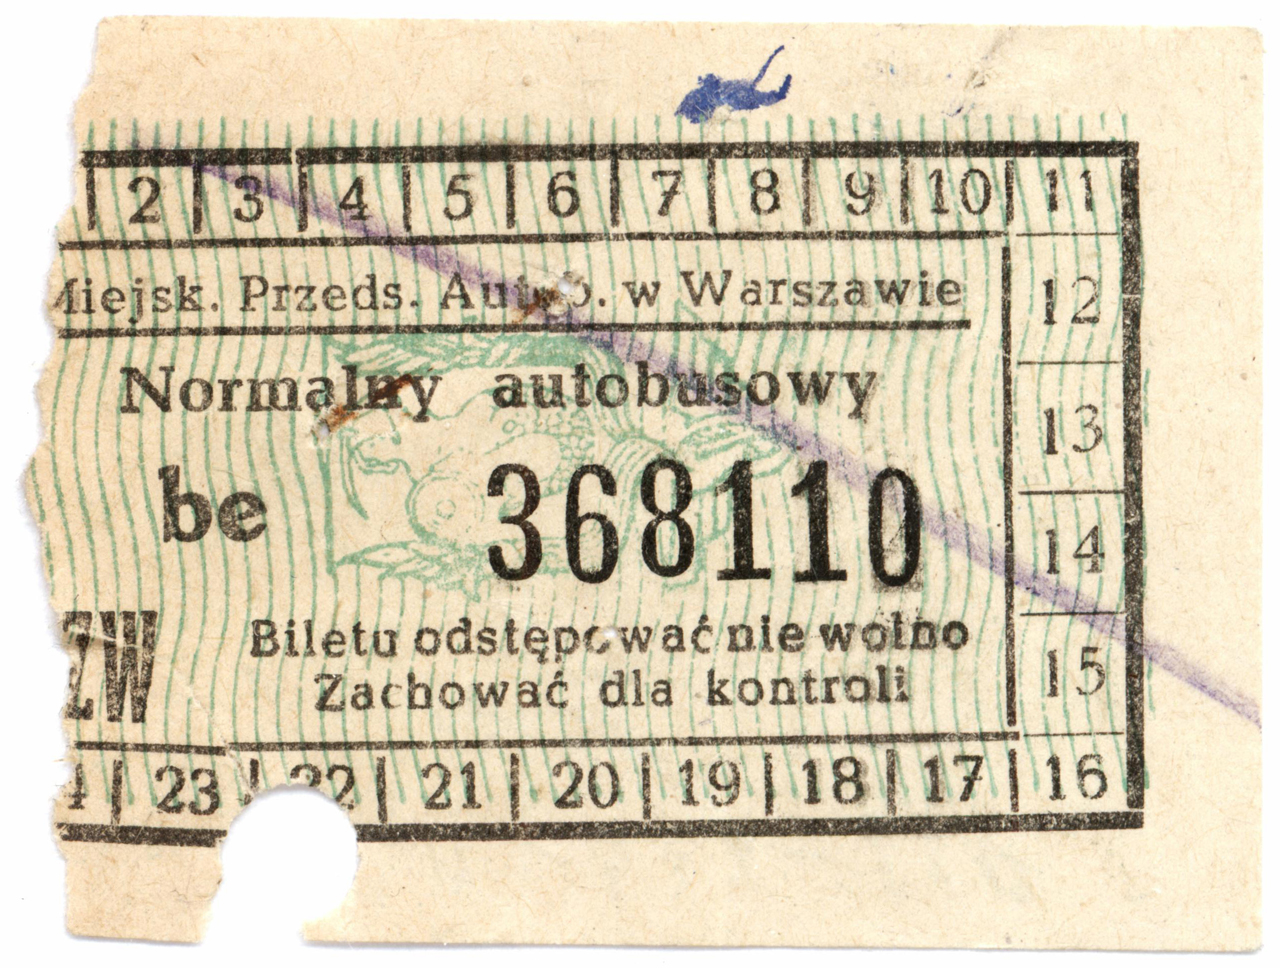 2 3 4 5 6 7 8 9 10 11
Miejsk. Przeds. Autob. w Warszawie
12
Normalny autobusowy
13
be 368110
14
ZW
Biletu odstępować nie wolno
Zachować dla kontroli
15
23 22 21 20 19 18 17 16